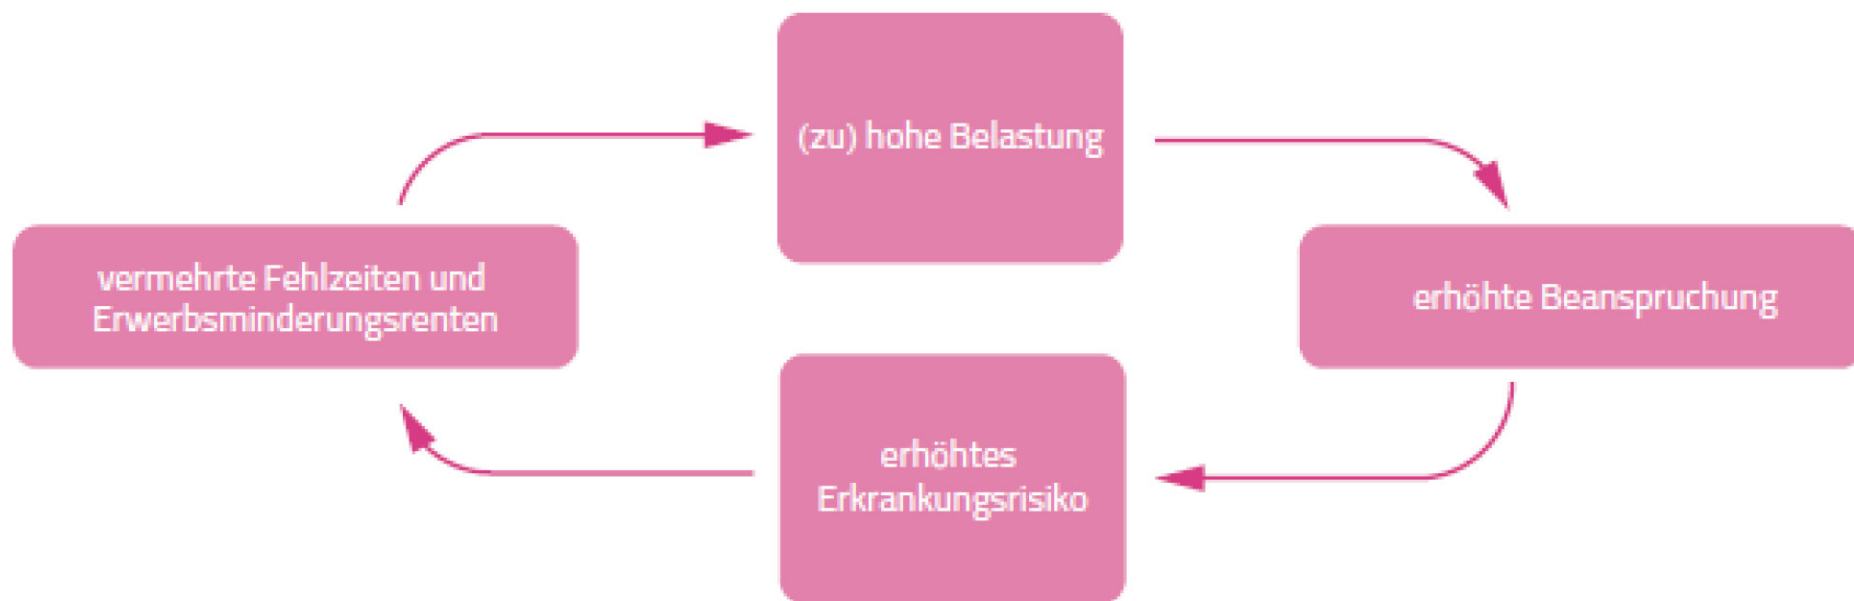 (zu) hohe Belastung
vermehrte Fehlzeiten und
Erwerbsminderungsrenten
erhöhte Beanspruchung
erhöhtes
Erkrankungsrisiko